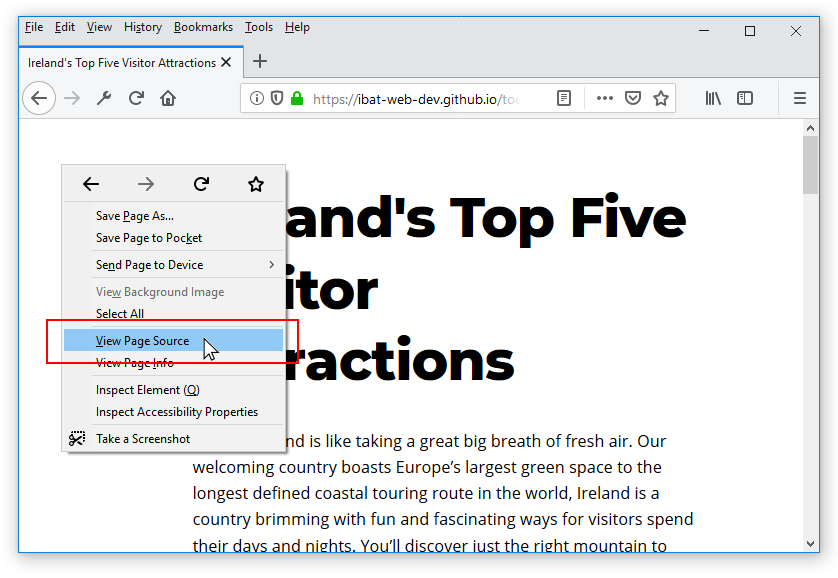 File Edit View History Bookmarks Tools Help
Ireland's Top Five Visitor Attractions
https://ibat-web-dev.github.io/tou
Save Page As...
Save Page to Pocket
Send Page to Device
View Background Image
Select All
View Page Source
View Page Info
Inspect Element (Q)
Inspect Accessibility Properties
Take a Screenshot
and's Top Five
itor
ractions
nd is like taking a great big breath of fresh air. Our
welcoming country boasts Europe’s largest green space to the
longest defined coastal touring route in the world, Ireland is a
country brimming with fun and fascinating ways for visitors spend
their days and nights. You’ll discover just the right mountain to